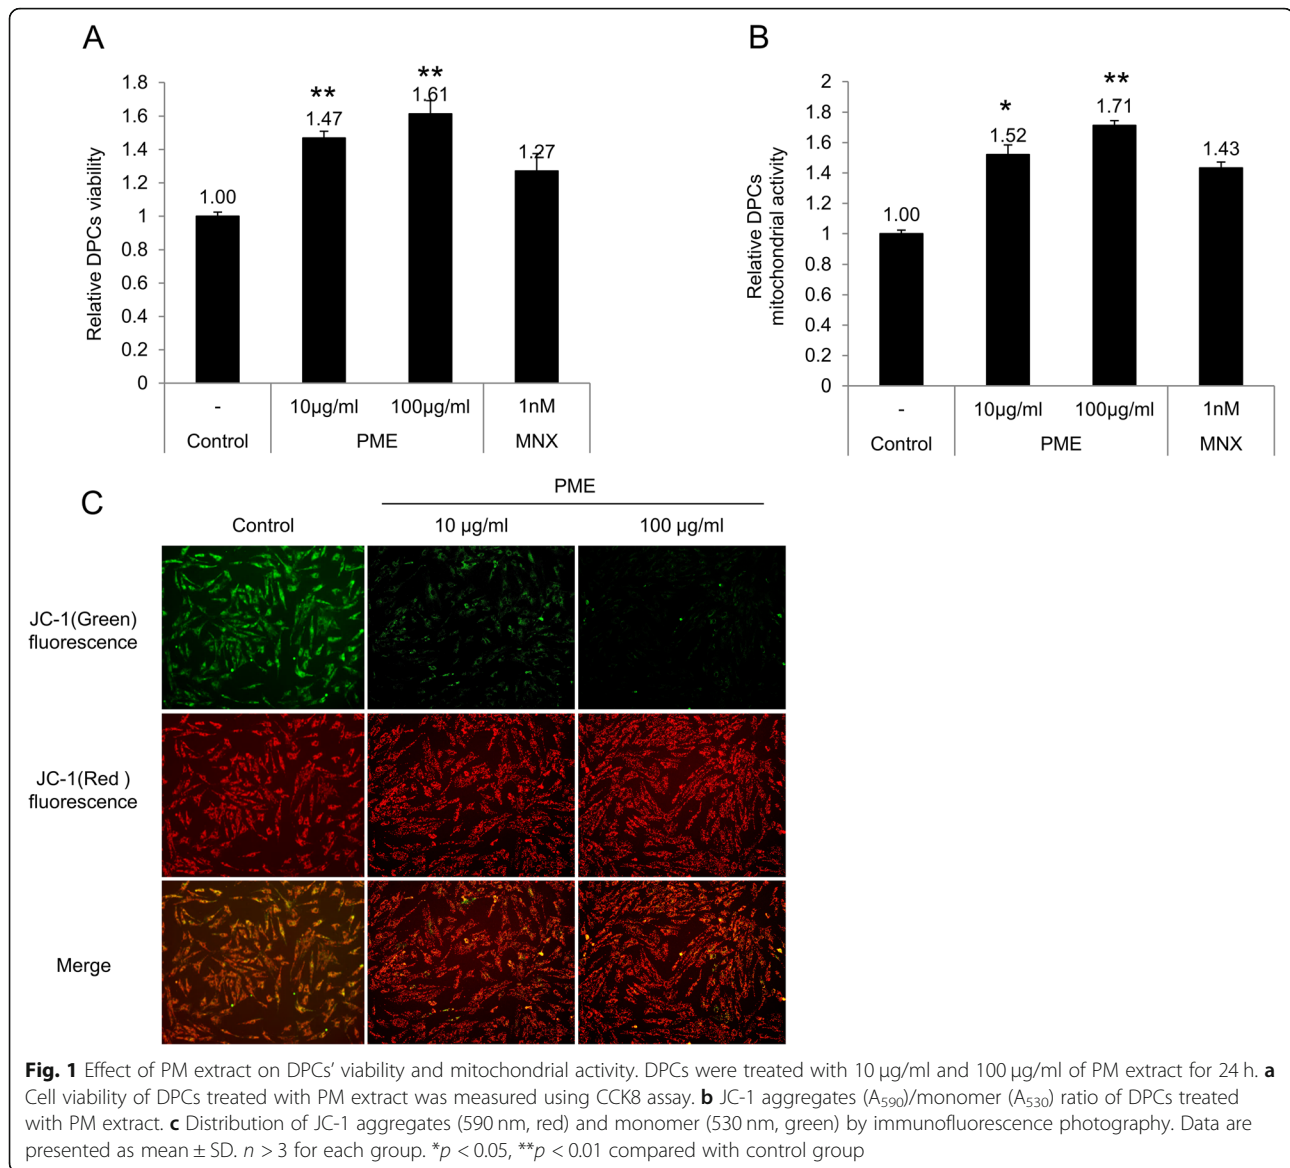 A
Relative DPCs viability
1.8
1.6
1.4
1.2
1
0.8
0.6
0.4
0.2
0
1.00
**
1.47
**
1.61
1.27
- 10μg/ml 100μg/ml 1nM
Control PME MNX
B
Relative DPCs
mitochondrial activity
2
1.8
1.6
1.4
1.2
1
0.8
0.6
0.4
0.2
0
1.00
*
1.52
**
1.71
1.43
- 10μg/ml 100μg/ml 1nM
Control PME MNX
C
PME
Control 10 μg/ml 100 μg/ml
JC-1(Green)
fluorescence
JC-1(Red )
fluorescence
Merge
Fig. 1 Effect of PM extract on DPCs’ viability and mitochondrial activity. DPCs were treated with 10 μg/ml and 100 μg/ml of PM extract for 24 h. a
Cell viability of DPCs treated with PM extract was measured using CCK8 assay. b JC-1 aggregates (A590)/monomer (A530) ratio of DPCs treated
with PM extract. c Distribution of JC-1 aggregates (590 nm, red) and monomer (530 nm, green) by immunofluorescence photography. Data are
presented as mean ± SD. n > 3 for each group. *p < 0.05, **p < 0.01 compared with control group